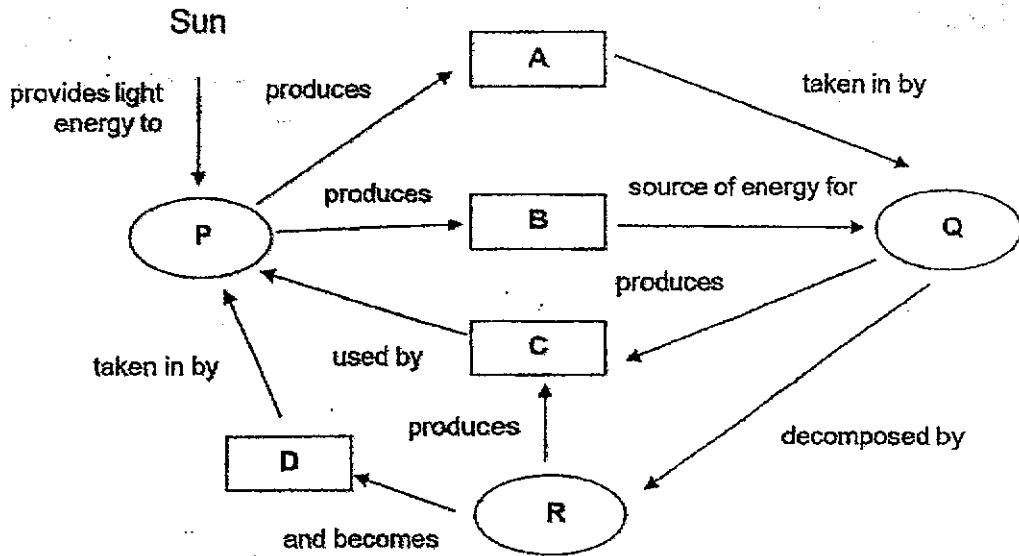 Sun
provides light
energy to
produces
A
taken in by
produces
source of energy for
P
B
Q
produces
taken in by
used by
C
produces
decomposed by
D
R
and becomes